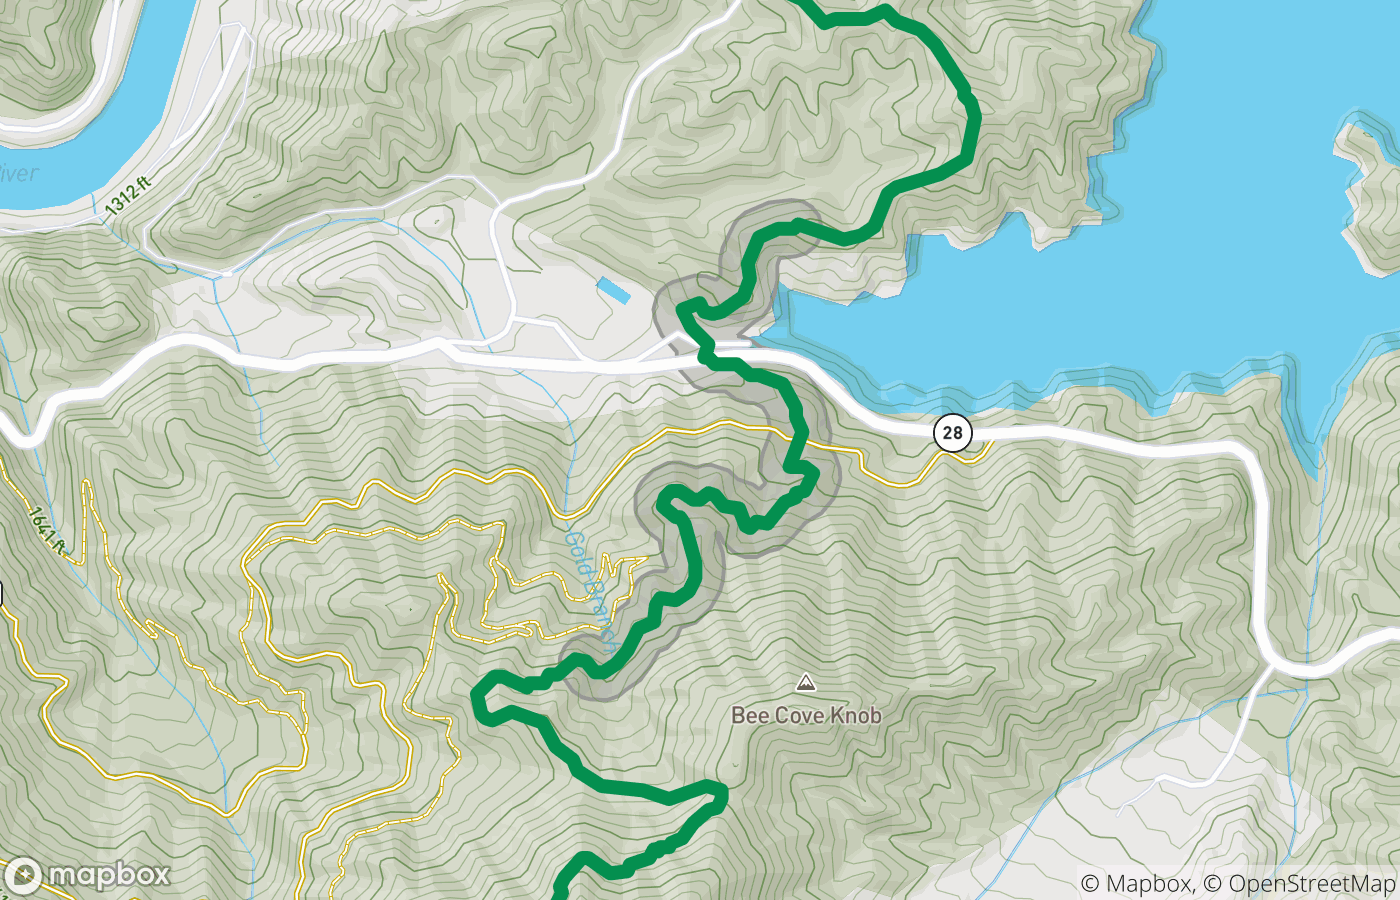 River
1312 ft
28
1641 ft
Gold Branch
Bee Cove Knob
mapbox
© Mapbox, © OpenStreetMap